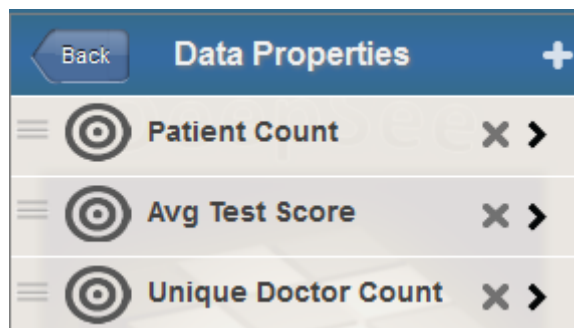 Back
Data Properties
Patient Count
Avg Test Score
Unique Doctor Count